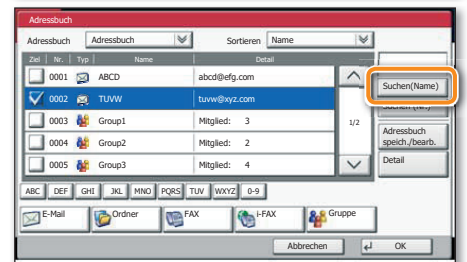 Adressbuch
Adressbuch Adressbuch Sortieren Name
Ziel Nr. Typ Name Detail
0001 ABCD abcd@efg.com
0002 TUVW tuvw@xyz.com
0003 Group1 Mitglied: 3
0004 Group2 Mitglied: 2
0005 Group3 Mitglied: 4
1/2
Suchen(Name)
Suchen (Nr.)
Adressbuch
speich./bearb.
Detail
ABC DEF GHI JKL MNO PQRS TUV WXYZ 0-9
E-Mail Ordner FAX i-FAX Gruppe
Abbrechen OK